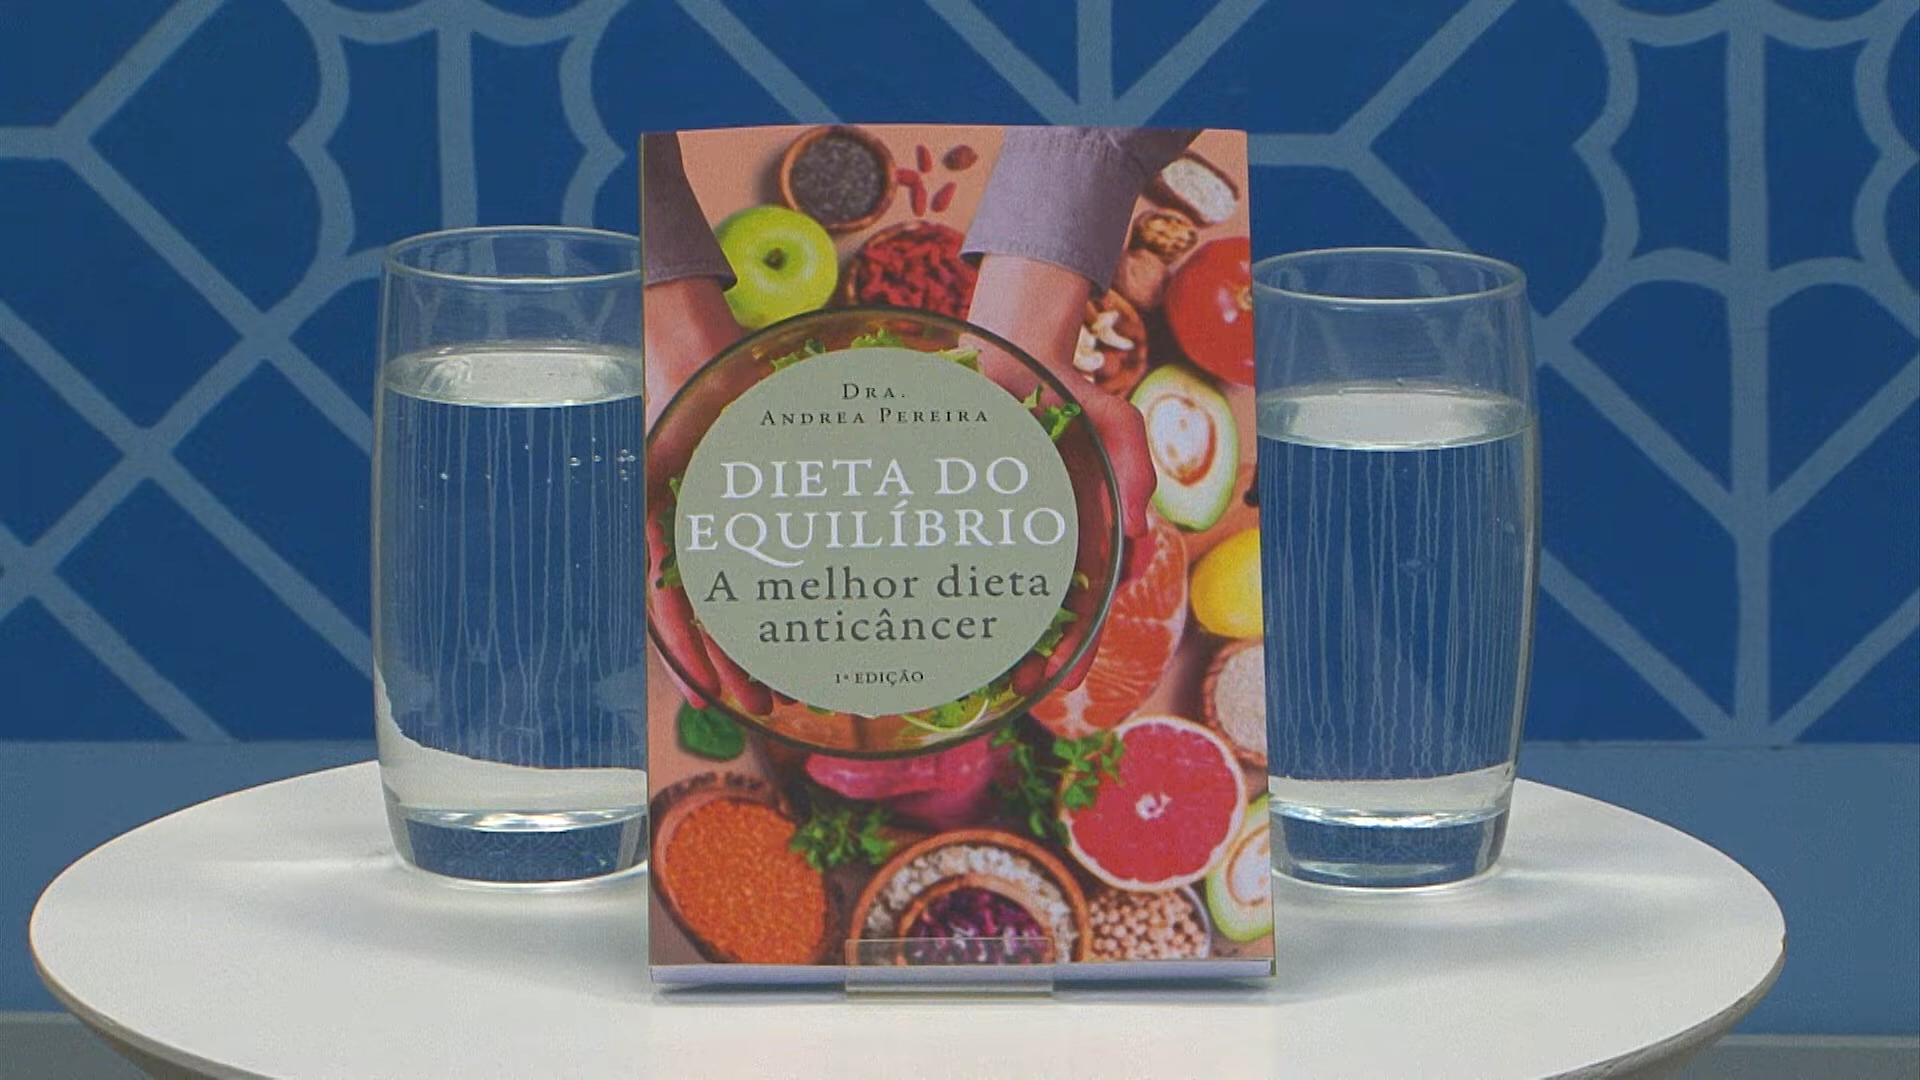 DRA.
ANDREA PEREIRA
DIETA DO
EQUILÍBRIO
A melhor dieta
anticâncer
1ª EDIÇÃO